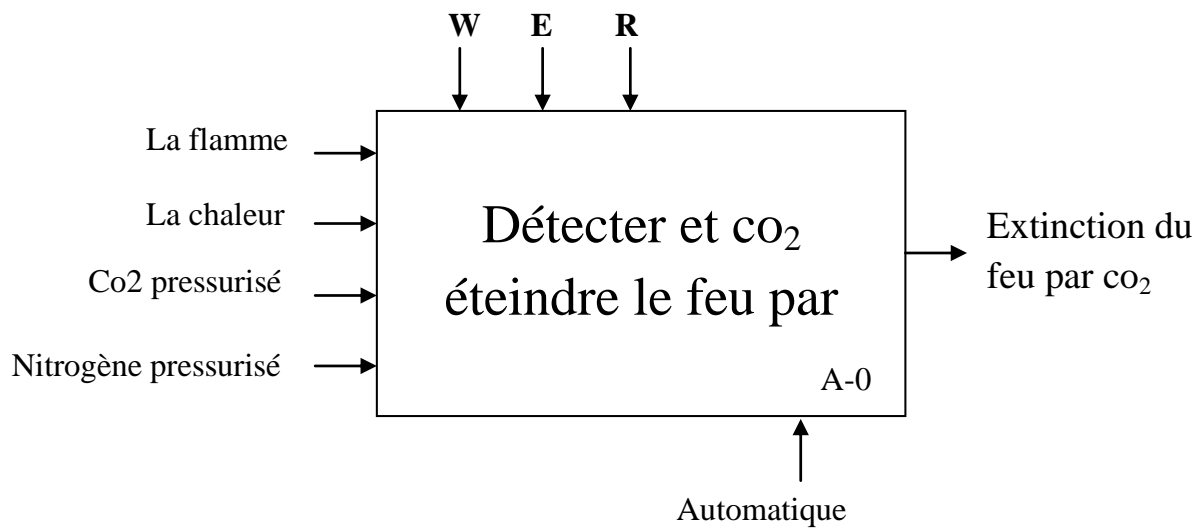 W E R
La flamme
La chaleur
Co2 pressurisé
Nitrogène pressurisé
Détecter et co₂
éteindre le feu par
A-0
Extinction du
feu par co₂
Automatique